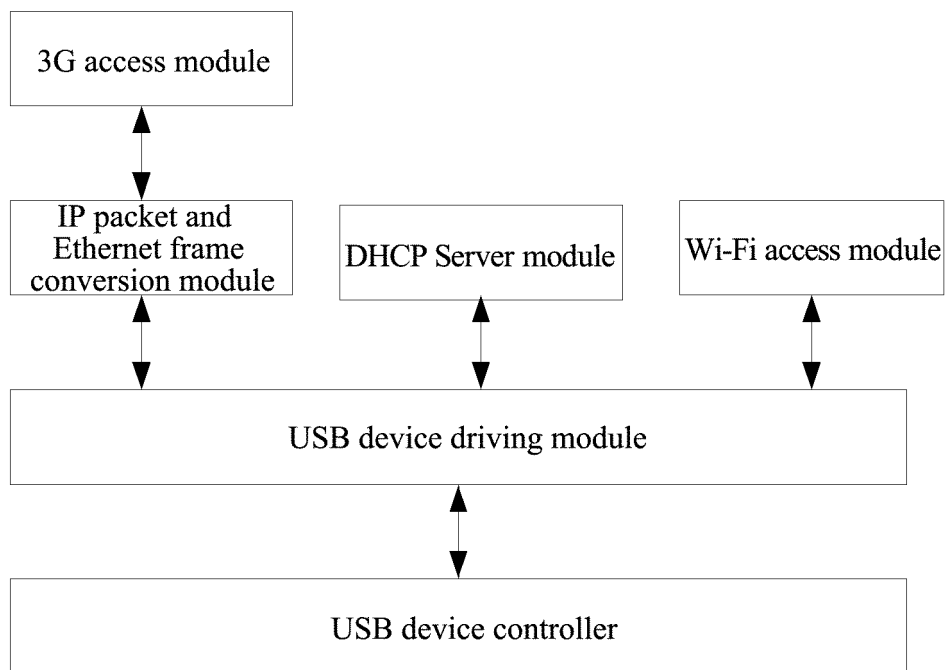 3G access module
IP packet and
Ethernet frame
conversion module
DHCP Server module
Wi-Fi access module
USB device driving module
USB device controller